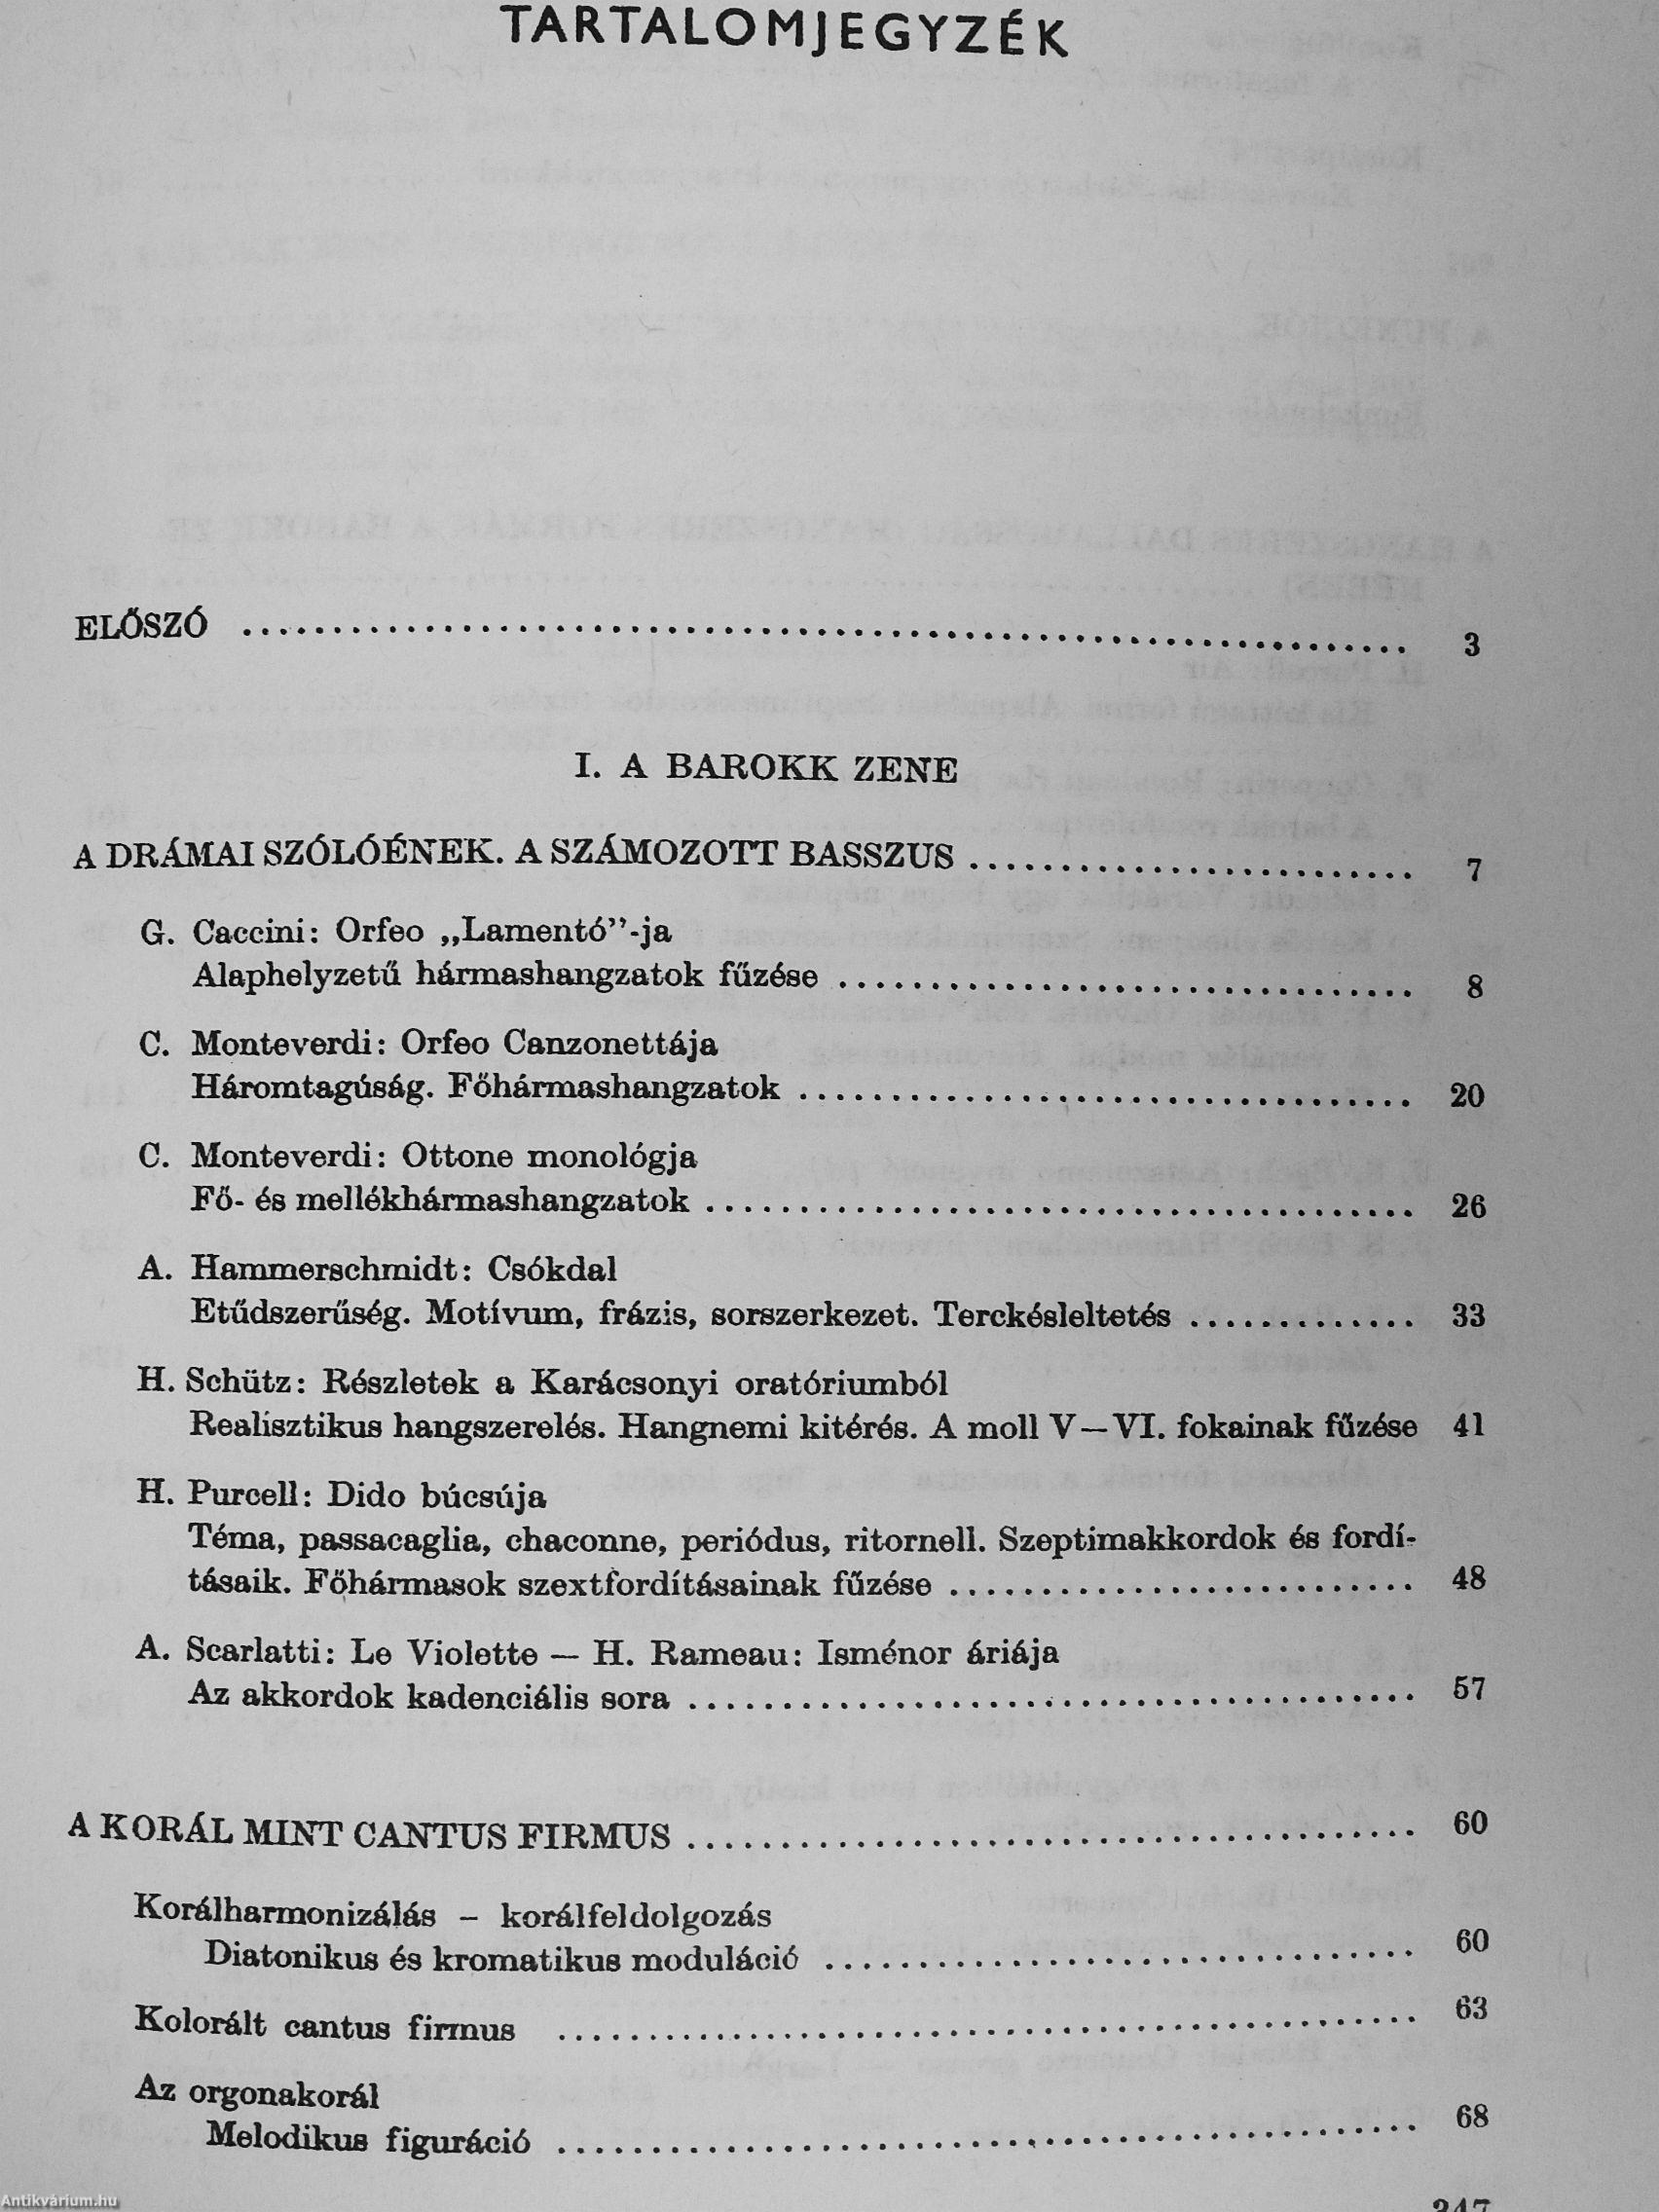 TARTALOMJEGYZÉK
ELŐSZÓ ........ 3
I. A BAROKK ZENE
A DRÁMAI SZÓLÓÉNEK. A SZÁMOZOTT BASSZUS ........ 7
G. Caccini: Orfeo „Lamentó”-ja
Alaphelyzetű hármashangzatok fűzése ........ 8
C. Monteverdi: Orfeo Canzonettája
Háromtagúság. Főhármashangzatok ........ 20
C. Monteverdi: Ottone monológja
Fő- és mellékhármashangzatok ........ 26
A. Hammerschmidt: Csókdal
Etűdszerűség. Motívum, frázis, sorszerkezet. Terckésleltetés ........ 33
H. Schütz: Részletek a Karácsonyi oratóriumból
Realisztikus hangszerelés. Hangnemi kitérés. A moll V—VI. fokainak fűzése 41
H. Purcell: Dido búcsúja
Téma, passacaglia, chaconne, periódus, ritornell. Szeptimakkordok és fordí-
tásaik. Főhármasok szextfordításainak fűzése ........ 48
A. Scarlatti: Le Violette — H. Rameau: Isménor áriája
Az akkordok kadenciális sora ........ 57
A KORÁL MINT CANTUS FIRMUS ........ 60
Korálharmonizálás – korálfeldolgozás
Diatonikus és kromatikus moduláció ........ 60
Kolorált cantus firmus ........ 63
Az orgonakorál
Melodikus figuráció ........ 68
347
Antikvárium.hu